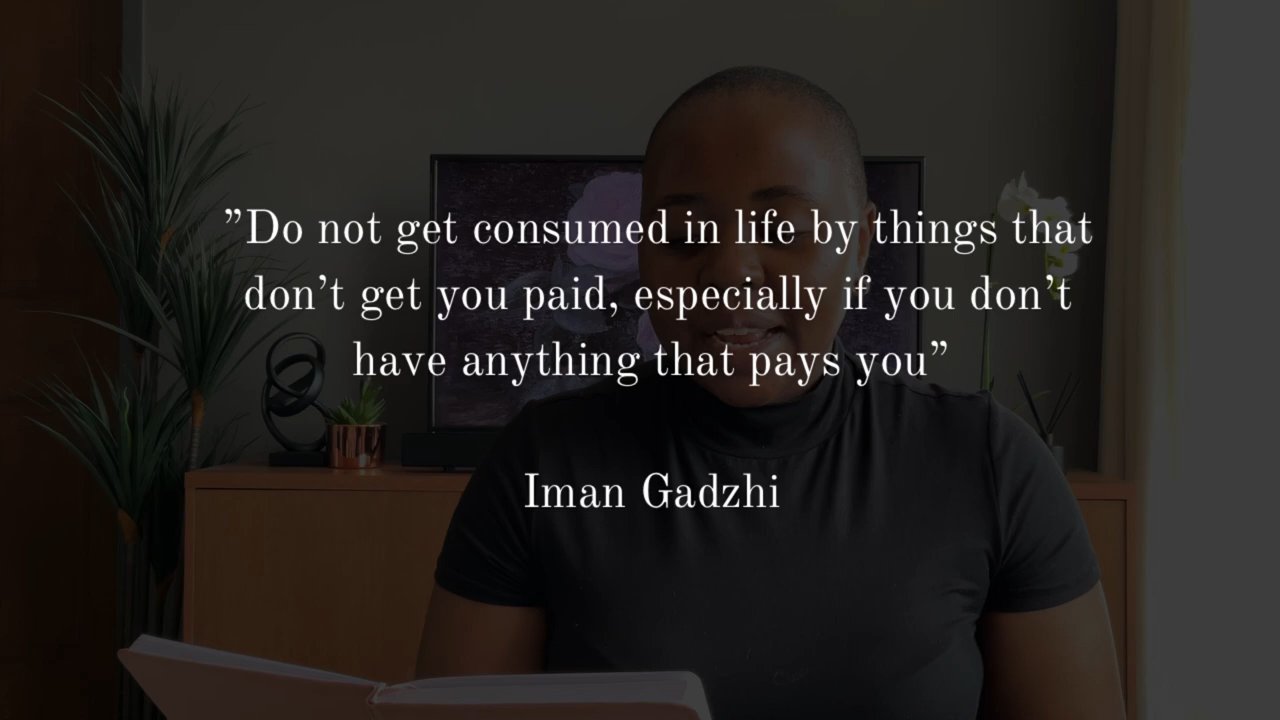 ”Do not get consumed in life by things that
don’t get you paid, especially if you don’t
have anything that pays you”
Iman Gadzhi